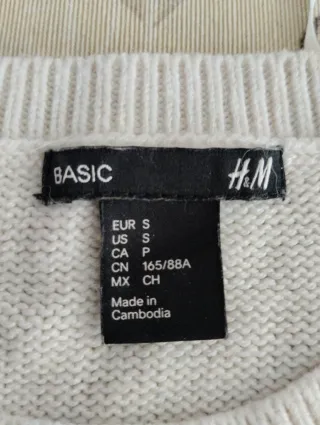 BASIC H&M
EUR S
US S
CA P
CN 165/88A
MX CH
Made in
Cambodia